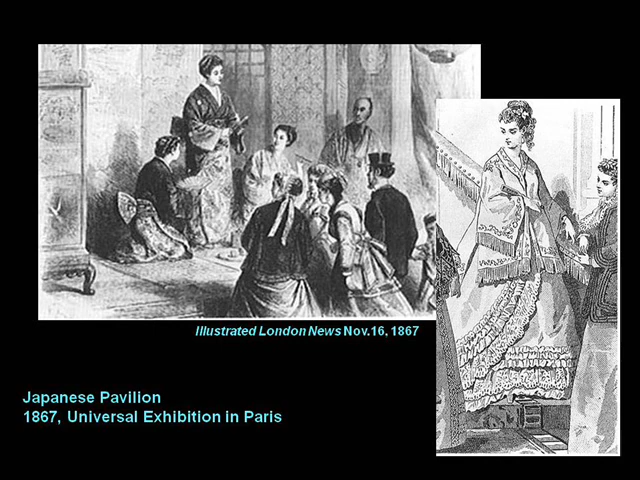 Illustrated London News Nov.16, 1867
Japanese Pavilion
1867, Universal Exhibition in Paris